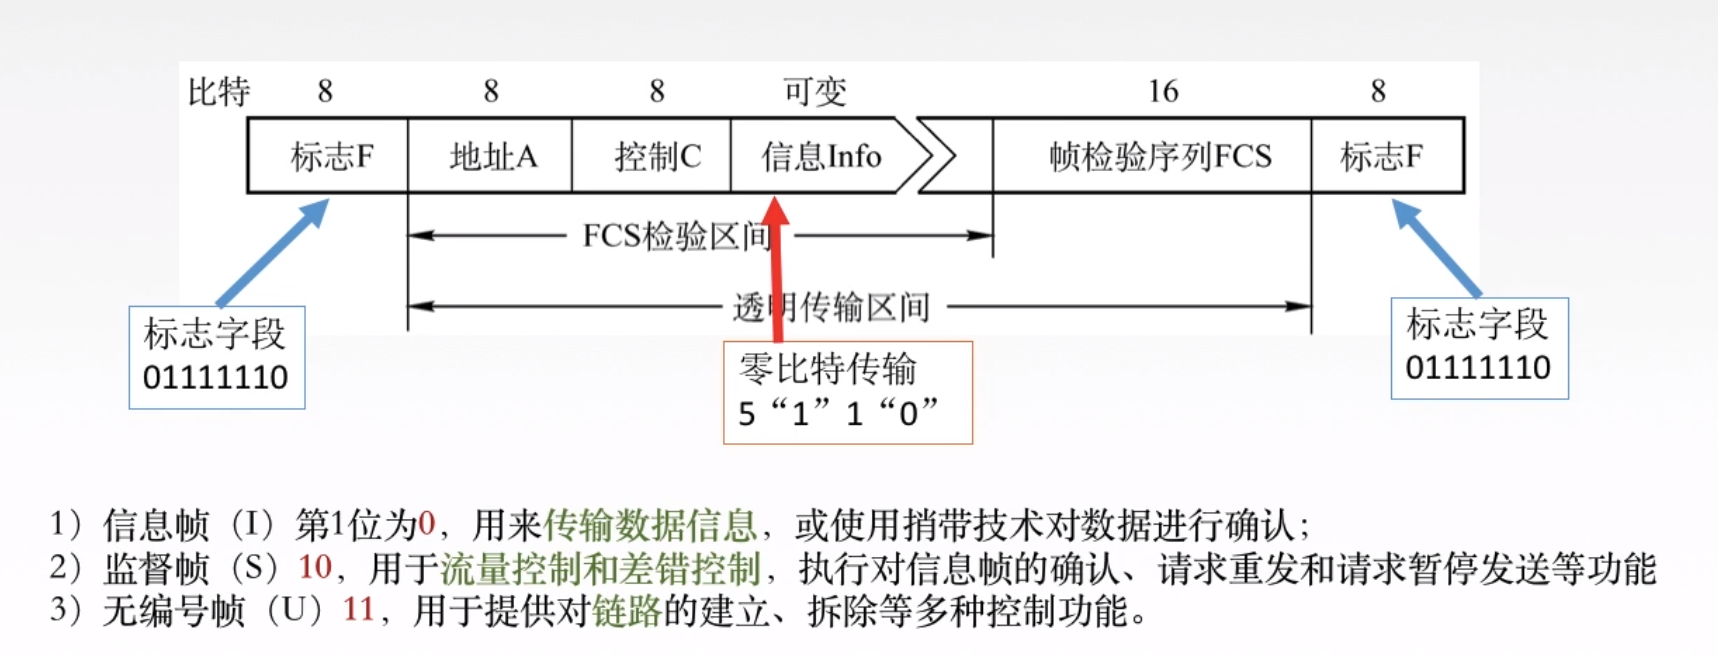 比特 8 8 8 可变 16 8
标志F 地址A 控制C 信息Info 帧检验序列FCS 标志F
FCS检验区间
透明传输区间
标志字段
01111110
零比特传输
5“1”1“0”
标志字段
01111110
1）信息帧（I）第1位为0，用来传输数据信息，或使用捎带技术对数据进行确认；
2）监督帧（S）10，用于流量控制和差错控制，执行对信息帧的确认、请求重发和请求暂停发送等功能
3）无编号帧（U）11，用于提供对链路的建立、拆除等多种控制功能。